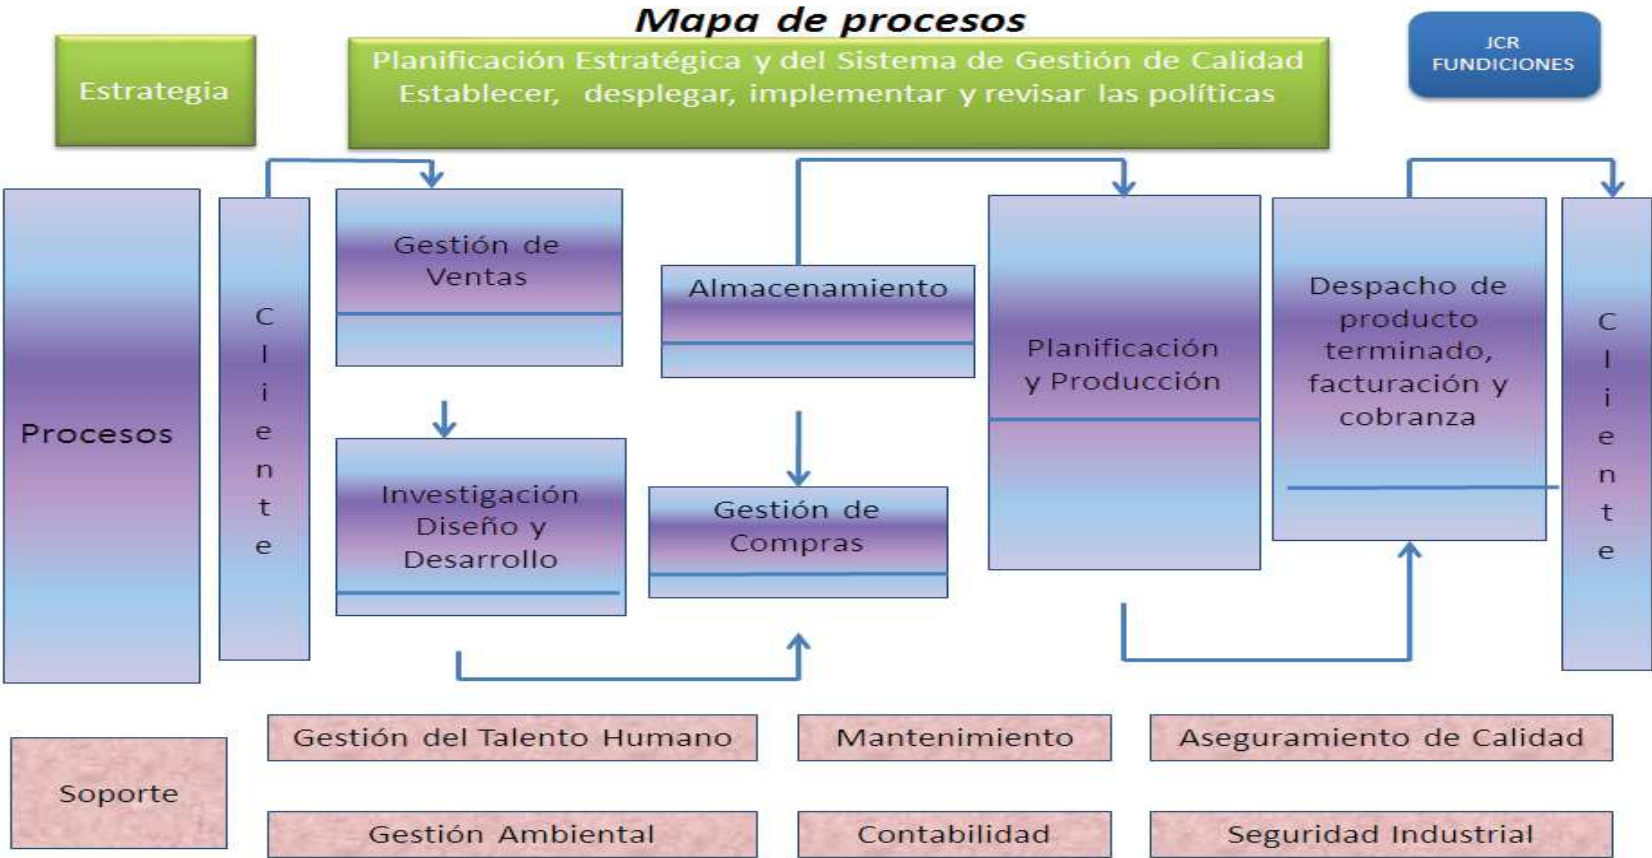 Mapa de procesos
Estrategia
Planificación Estratégica y del Sistema de Gestión de Calidad
Establecer, desplegar, implementar y revisar las políticas
JCR
FUNDICIONES
Procesos
Cliente
Gestión de
Ventas
Investigación
Diseño y
Desarrollo
Almacenamiento
Gestión de
Compras
Planificación
y Producción
Despacho de
producto
terminado,
facturación y
cobranza
Cliente
Soporte
Gestión del Talento Humano
Mantenimiento
Aseguramiento de Calidad
Gestión Ambiental
Contabilidad
Seguridad Industrial